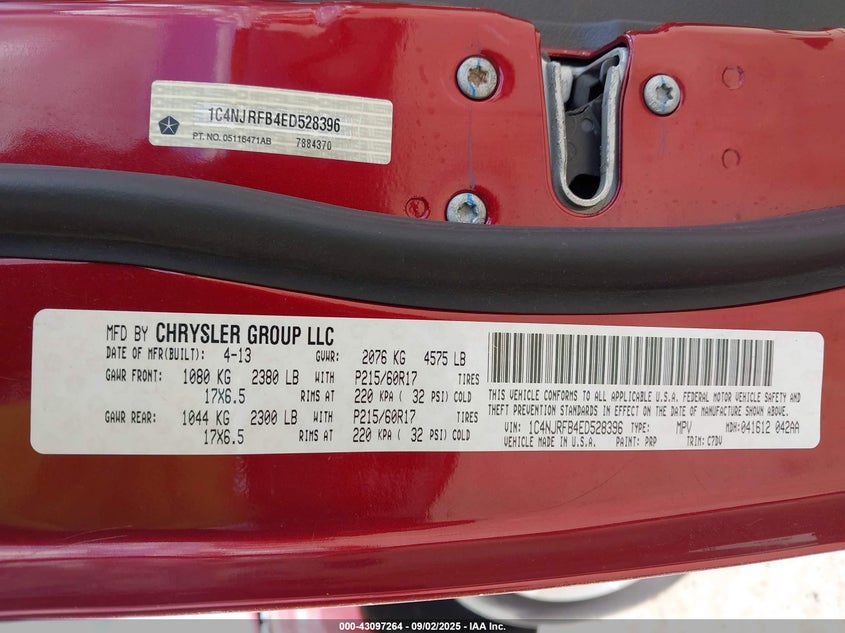 1C4NJRFB4ED528396
PT. NO. 05116471AB 7884370
MFD BY CHRYSLER GROUP LLC
DATE OF MFR(BUILT): 4-13 GVWR: 2076 KG 4575 LB
GAWR FRONT: 1080 KG 2380 LB WITH P215/60R17 TIRES
17X6.5 RIMS AT 220 KPA ( 32 PSI) COLD
GAWR REAR: 1044 KG 2300 LB WITH P215/60R17 TIRES
17X6.5 RIMS AT 220 KPA ( 32 PSI) COLD
THIS VEHICLE CONFORMS TO ALL APPLICABLE U.S.A. FEDERAL MOTOR VEHICLE SAFETY AND
THEFT PREVENTION STANDARDS IN EFFECT ON THE DATE OF MANUFACTURE SHOWN ABOVE.
VIN: 1C4NJRFB4ED528396 TYPE: MPV MDH: 041612 042AA
VEHICLE MADE IN U.S.A. PAINT: PRP TRIM: C7DV
000-43097264 - 09/02/2025 - IAA Inc.